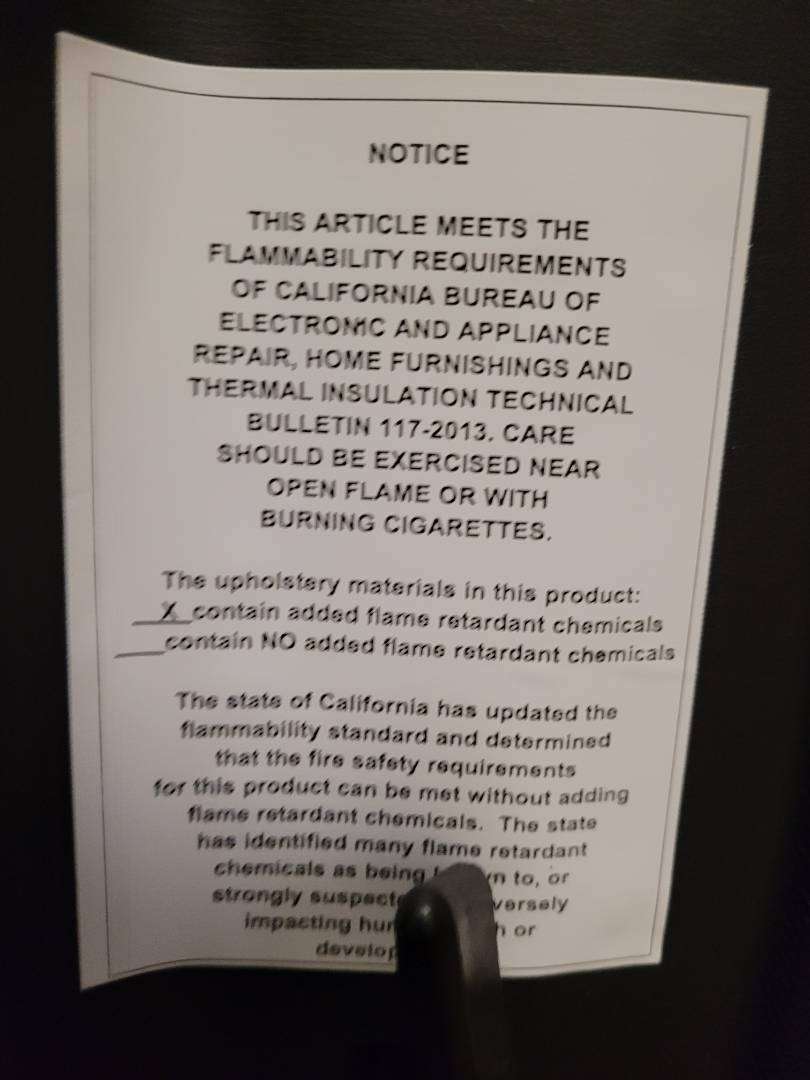 NOTICE
THIS ARTICLE MEETS THE
FLAMMABILITY REQUIREMENTS
OF CALIFORNIA BUREAU OF
ELECTRONIC AND APPLIANCE
REPAIR, HOME FURNISHINGS AND
THERMAL INSULATION TECHNICAL
BULLETIN 117-2013. CARE
SHOULD BE EXERCISED NEAR
OPEN FLAME OR WITH
BURNING CIGARETTES.
The upholstery materials in this product:
__X_contain added flame retardant chemicals
____contain NO added flame retardant chemicals
The state of California has updated the
flammability standard and determined
that the fire safety requirements
for this product can be met without adding
flame retardant chemicals. The state
has identified many flame retardant
chemicals as being to, or
strongly
impacting or